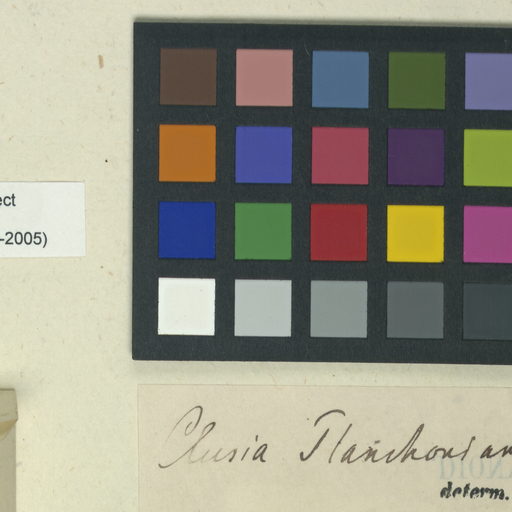 ect
-2005)
Clusia Planchonian
determ.